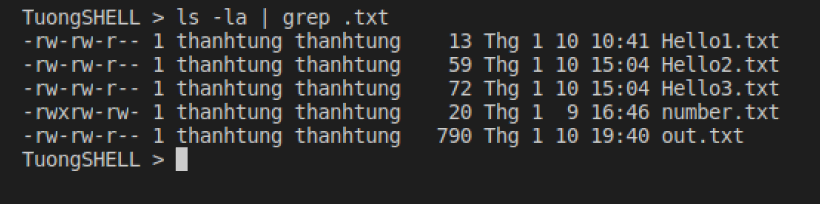 TuongSHELL > ls -la | grep .txt
-rw-rw-r-- 1 thanhtung thanhtung    13 Thg 1 10 10:41 Hello1.txt
-rw-rw-r-- 1 thanhtung thanhtung    59 Thg 1 10 15:04 Hello2.txt
-rw-rw-r-- 1 thanhtung thanhtung    72 Thg 1 10 15:04 Hello3.txt
-rwxrw-rw- 1 thanhtung thanhtung    20 Thg 1  9 16:46 number.txt
-rw-rw-r-- 1 thanhtung thanhtung   790 Thg 1 10 19:40 out.txt
TuongSHELL >